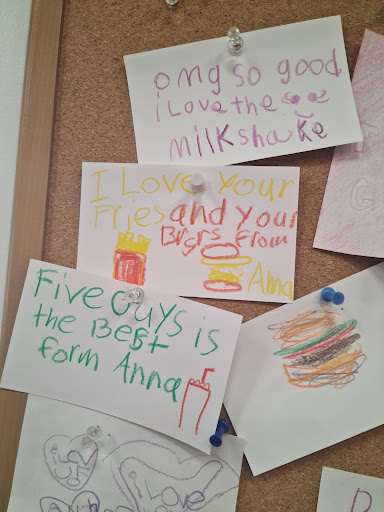 omg so good
i Love the
milkshake
I Love Your
Fries and your
Brgrs From
Anna
Five Guys is
the Best
form Anna
i Love